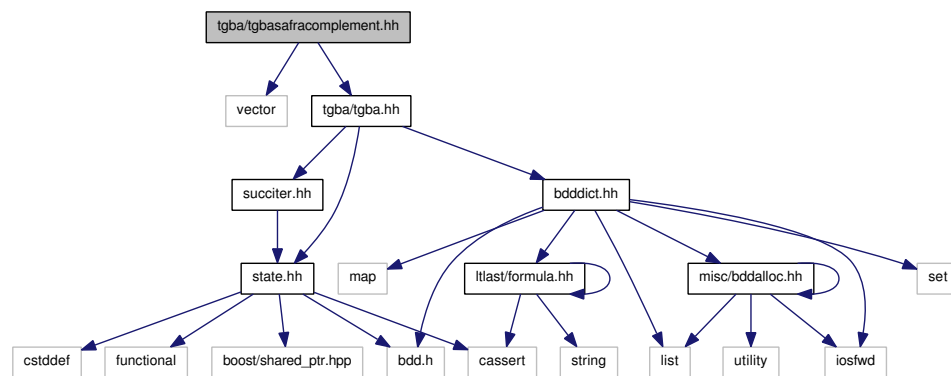 tgba/tgbasafracomplement.hh
vector
tgba/tgba.hh
succiter.hh
bdddict.hh
state.hh
map
ltlast/formula.hh
misc/bddalloc.hh
set
cstddef
functional
boost/shared_ptr.hpp
bdd.h
cassert
string
list
utility
iosfwd